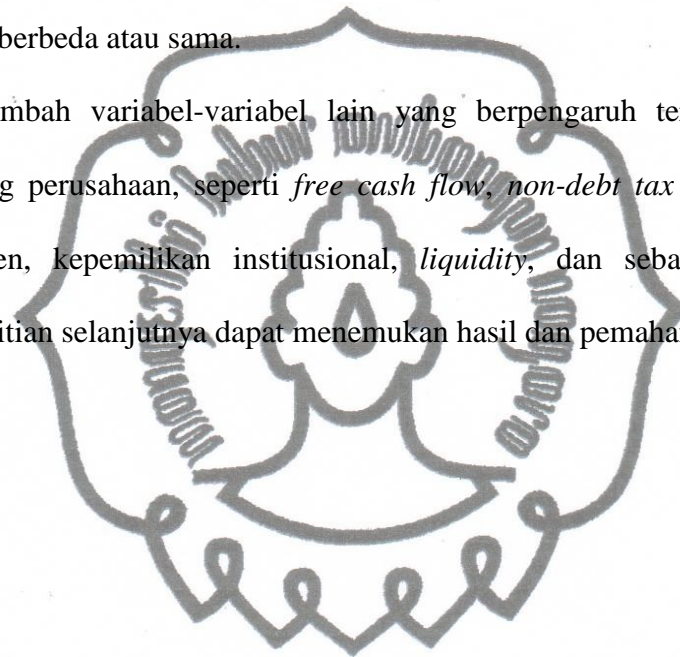 berbeda atau sama.
mbah variabel-variabel lain yang berpengaruh te
g perusahaan, seperti free cash flow, non-debt tax
en, kepemilikan institusional, liquidity, dan seba
itian selanjutnya dapat menemukan hasil dan pemaha